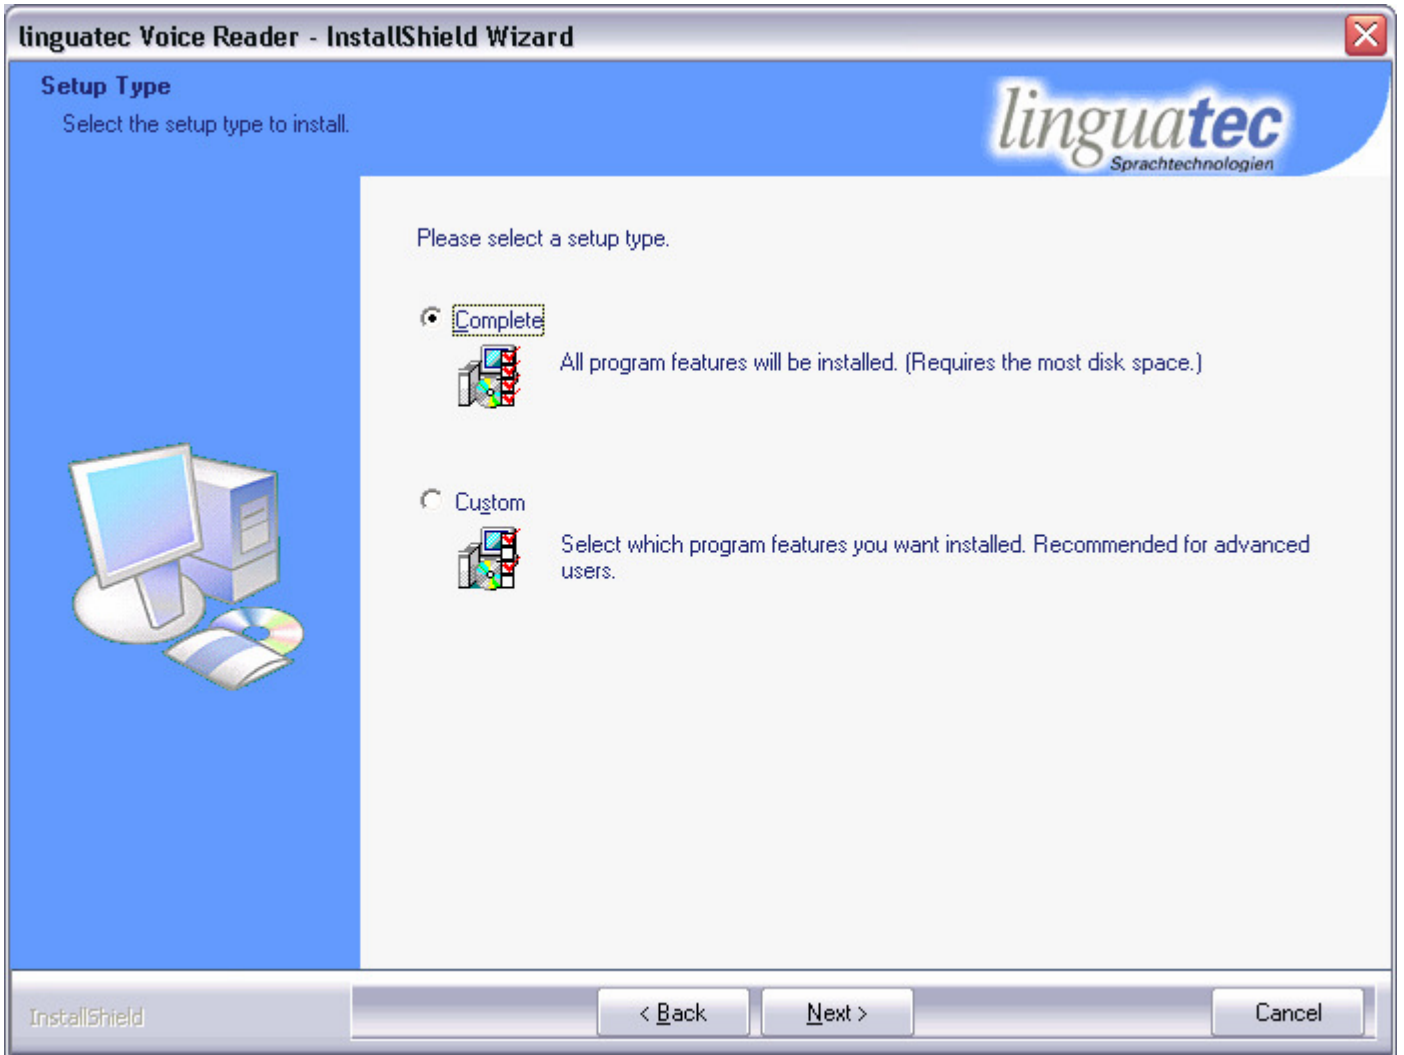 linguatec Voice Reader - InstallShield Wizard
Setup Type
Select the setup type to install.
linguatec
Sprachtechnologien
Please select a setup type.
Complete
All program features will be installed. (Requires the most disk space.)
Custom
Select which program features you want installed. Recommended for advanced
users.
InstallShield
< Back
Next >
Cancel